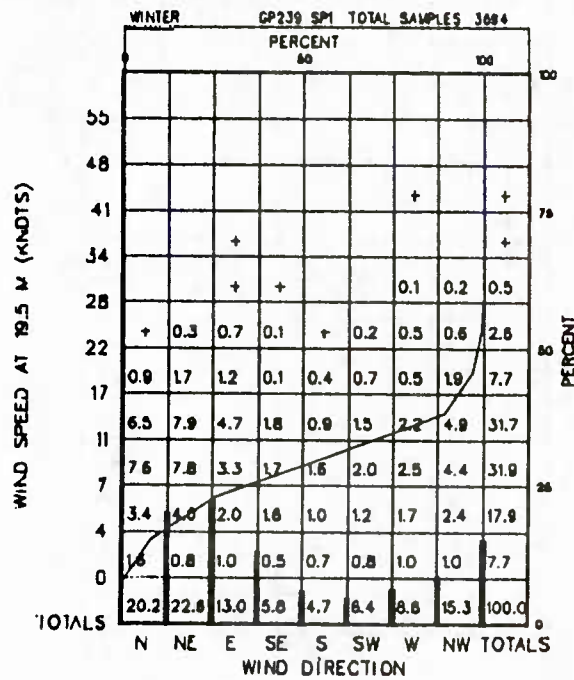 WINTER GP239 SP1 TOTAL SAMPLES 3684
PERCENT
0 50 100
100
55
48
41 + + 75
34 + +
28 + + 0.1 0.2 0.5
22 + 0.3 0.7 0.1 + 0.2 0.5 0.6 2.6 50
17 0.9 1.7 1.2 0.1 0.4 0.7 0.5 1.9 7.7
11 6.5 7.9 4.7 1.8 0.9 1.5 2.2 4.9 31.7
7 7.6 7.8 3.3 1.7 1.6 2.0 2.5 4.4 31.9 25
4 3.4 4.0 2.0 1.6 1.0 1.2 1.7 2.4 17.9
0 1.6 0.8 1.0 0.5 0.7 0.8 1.0 1.0 7.7
TOTALS 20.2 22.6 13.0 5.8 4.7 6.4 8.6 15.3 100.0 0
N NE E SE S SW W NW TOTALS
WIND DIRECTION
WIND SPEED AT 19.5 M (KNOTS)
PERCENT